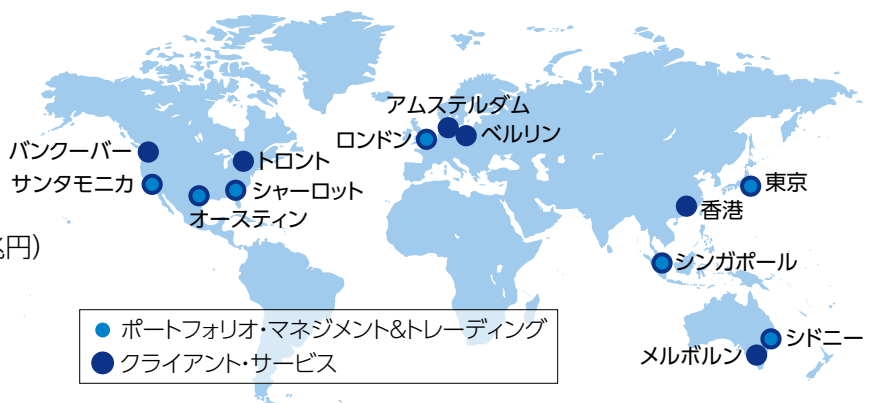 アムステルダム
ロンドン
ベルリン
バンクーバー
トロント
サンタモニカ
シャーロット
東京
オースティン
香港
兆円)
シンガポール
ポートフォリオ・マネジメント&トレーディング
シドニー
メルボルン
クライアント・サービス